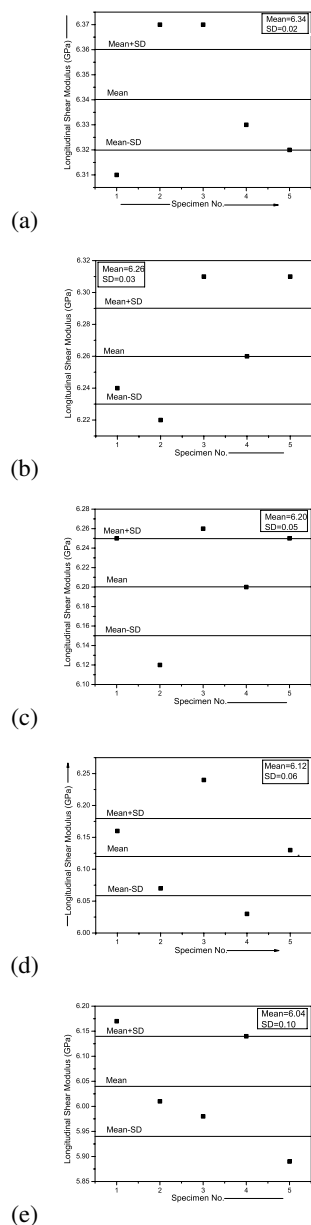 Longitudinal Shear Modulus (GPa)
6.37
6.36
6.35
6.34
6.33
6.32
6.31
Mean=6.34
SD=0.02
Mean+SD
Mean
Mean-SD
1 2 3 4 5
Specimen No.
(a)
Longitudinal Shear Modulus (GPa)
6.32
6.30
6.28
6.26
6.24
6.22
Mean=6.26
SD=0.03
Mean+SD
Mean
Mean-SD
1 2 3 4 5
Specimen No.
(b)
Longitudinal Shear Modulus (GPa)
6.28
6.26
6.24
6.22
6.20
6.18
6.16
6.14
6.12
6.10
Mean=6.20
SD=0.05
Mean+SD
Mean
Mean-SD
1 2 3 4 5
Specimen No.
(c)
Longitudinal Shear Modulus (GPa)
6.25
6.20
6.15
6.10
6.05
6.00
Mean=6.12
SD=0.06
Mean+SD
Mean
Mean-SD
1 2 3 4 5
Specimen No.
(d)
Longitudinal Shear Modulus (GPa)
6.20
6.15
6.10
6.05
6.00
5.95
5.90
5.85
Mean=6.04
SD=0.10
Mean+SD
Mean
Mean-SD
1 2 3 4 5
Specimen No.
(e)